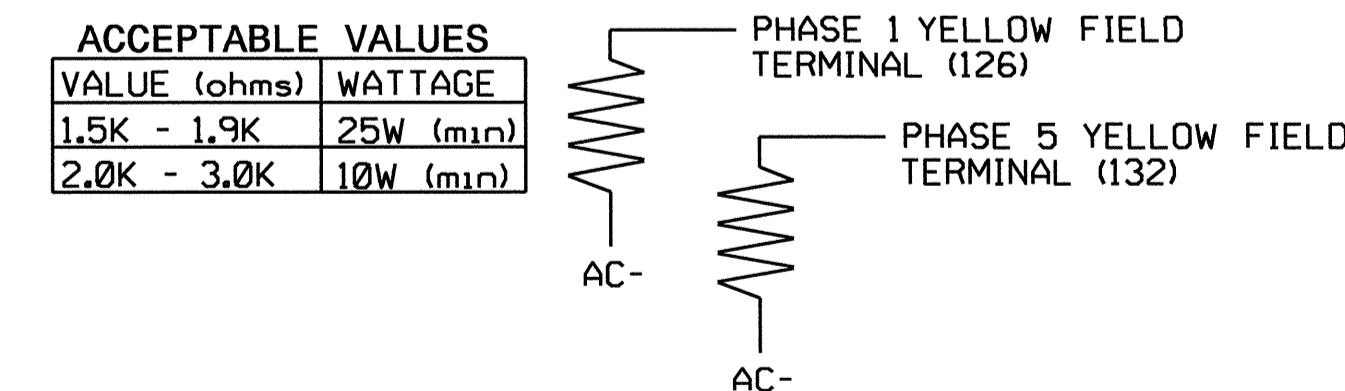 ACCEPTABLE VALUES
VALUE (ohms) WATTAGE
1.5K - 1.9K 25W (min)
2.0K - 3.0K 10W (min)
PHASE 1 YELLOW FIELD
TERMINAL (126)
AC-
PHASE 5 YELLOW FIELD
TERMINAL (132)
AC-